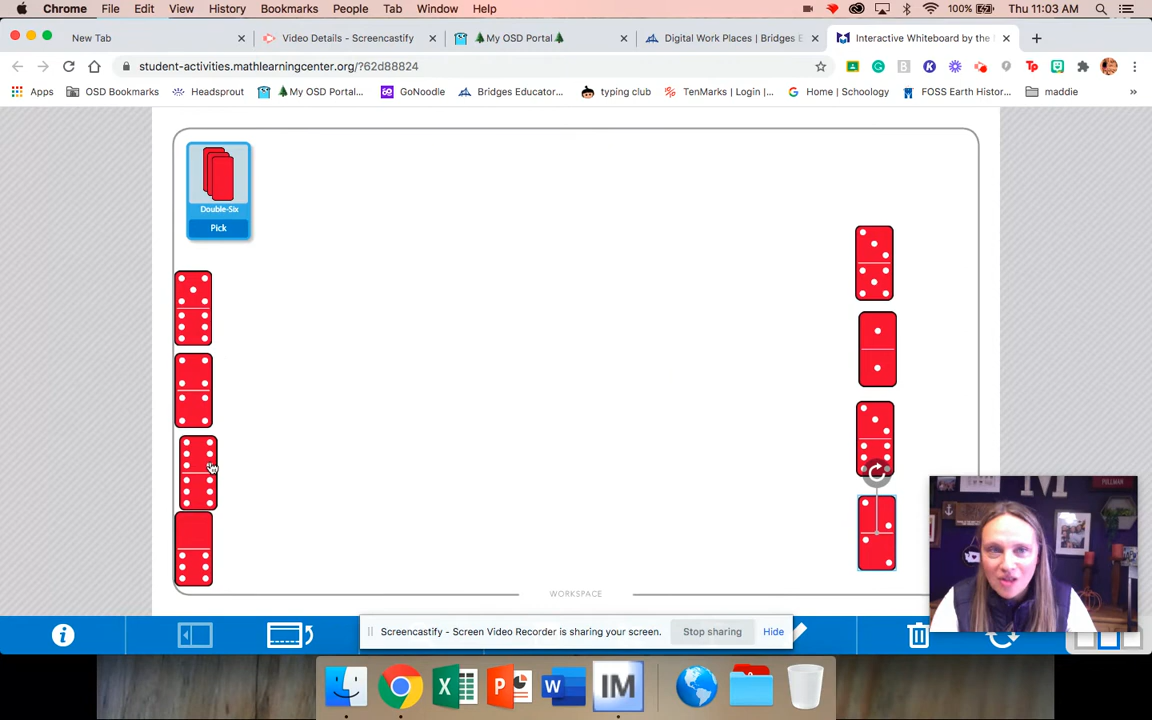 Chrome File Edit View History Bookmarks People Tab Window Help 100% Thu 11:03 AM
New Tab Video Details - Screencastify My OSD Portal Digital Work Places | Bridges E Interactive Whiteboard by the
student-activities.mathlearningcenter.org/?62d88824
Apps OSD Bookmarks Headsprout My OSD Portal... GoNoodle Bridges Educator... typing club TenMarks | Login |... Home | Schoology FOSS Earth Histor... maddie
Double-Six
Pick
WORKSPACE
Screencastify - Screen Video Recorder is sharing your screen. Stop sharing Hide
IM